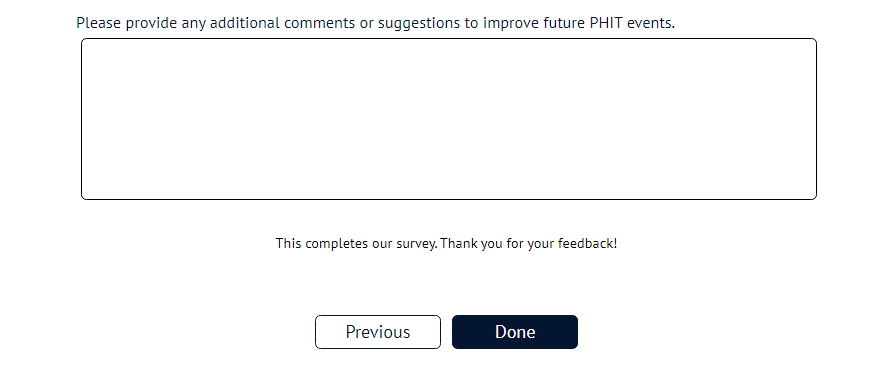 Please provide any additional comments or suggestions to improve future PHIT events.
This completes our survey. Thank you for your feedback!
Previous
Done